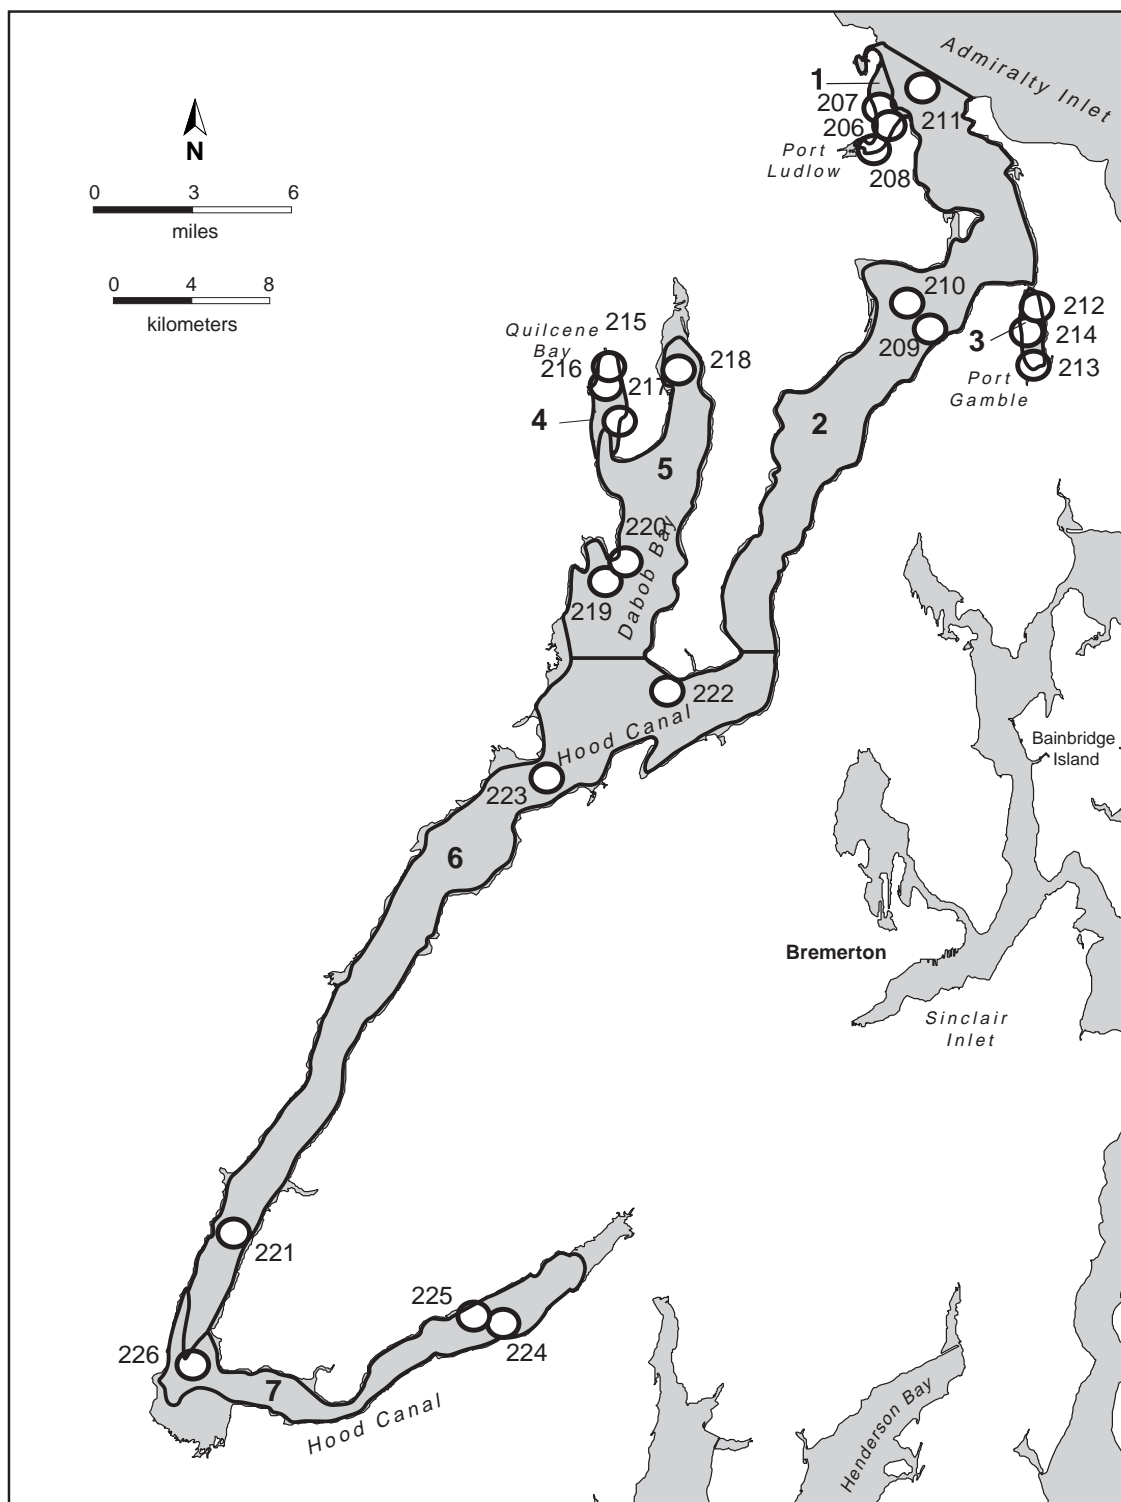 Admiralty Inlet
1
207
206
211
Port
Ludlow
208
N
0 3 6
miles
0 4 8
kilometers
210
212
3
214
209
213
Port
Gamble
Quilcene
Bay
215
216
217
218
4
2
5
220
Dabob Bay
219
222
Hood Canal
223
Bainbridge
Island
6
Bremerton
Sinclair
Inlet
221
225
224
226
7
Hood Canal
Henderson Bay